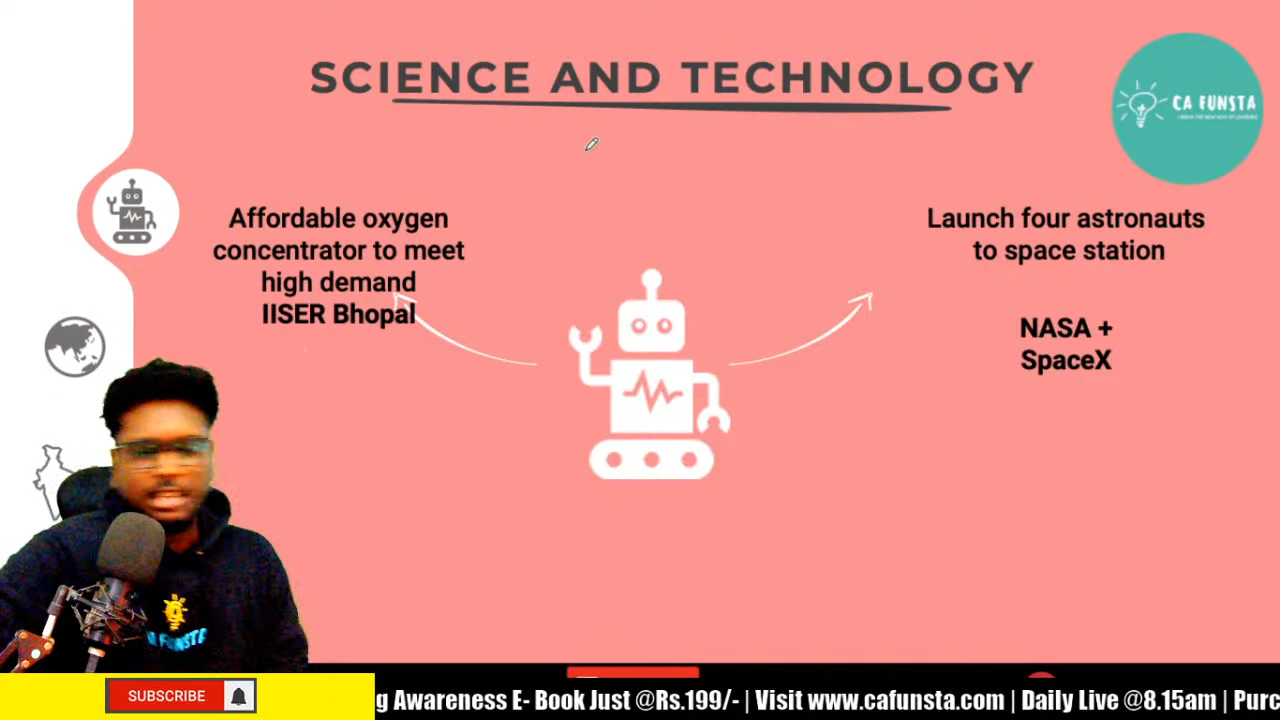 SCIENCE AND TECHNOLOGY
CA FUNSTA
Affordable oxygen
concentrator to meet
high demand
IISER Bhopal
Launch four astronauts
to space station
NASA +
SpaceX
FUNSTA
SUBSCRIBE
g Awareness E- Book Just @Rs.199/- | Visit www.cafunsta.com | Daily Live @8.15am | Purc